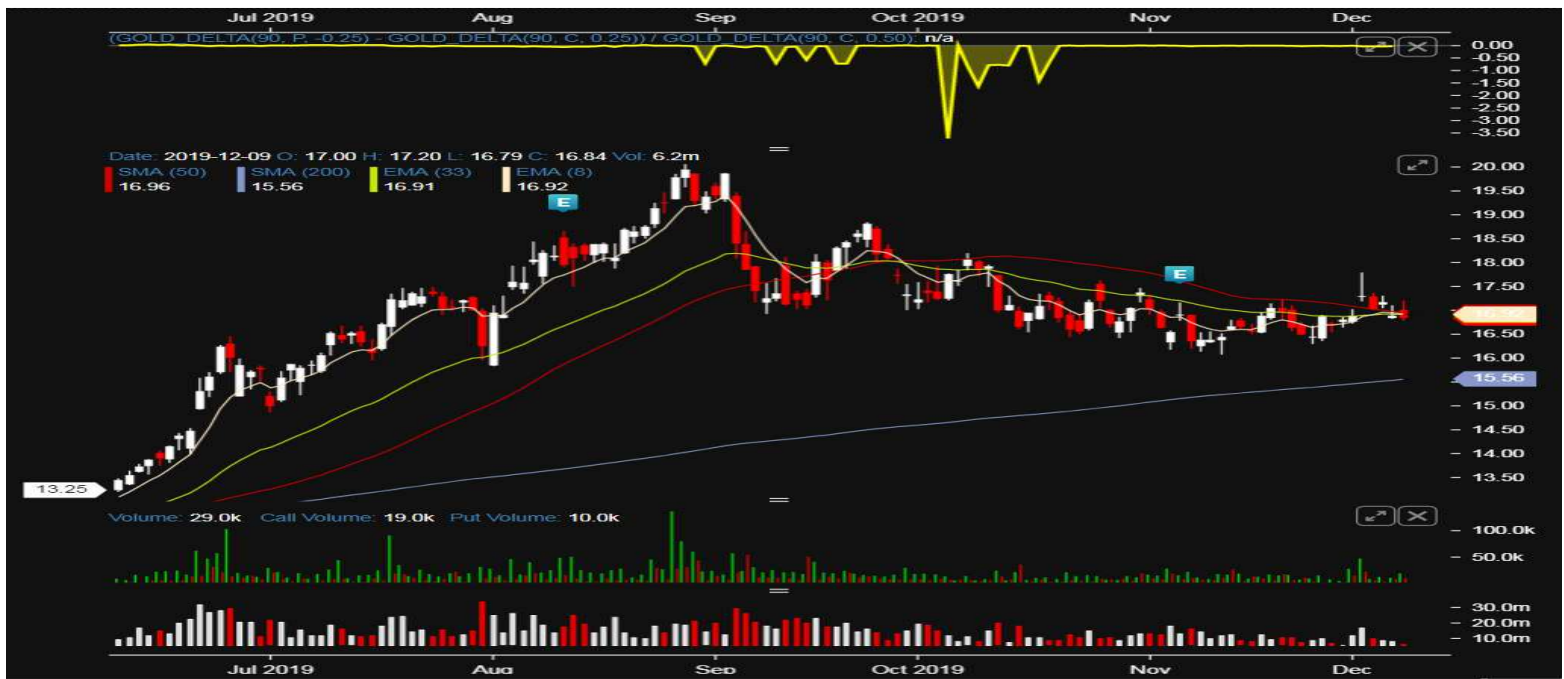 Jul 2019 Aug Sep Oct 2019 Nov Dec
(GOLD_DELTA(90, P, -0.25) - GOLD_DELTA(90, C, 0.25)) / GOLD_DELTA(90, C, 0.50): n/a
0.00
-0.50
-1.00
-1.50
-2.00
-2.50
-3.00
-3.50
Date: 2019-12-09 O: 17.00 H: 17.20 L: 16.79 C: 16.84 Vol: 6.2m
SMA (50) SMA (200) EMA (33) EMA (8)
16.96 15.56 16.91 16.92
20.00
19.50
19.00
E
18.50
18.00
E
17.50
16.92
16.50
16.00
15.56
15.00
14.50
14.00
13.50
13.25
Volume: 29.0k Call Volume: 19.0k Put Volume: 10.0k
100.0k
50.0k
30.0m
20.0m
10.0m
Jul 2019 Aug Sep Oct 2019 Nov Dec